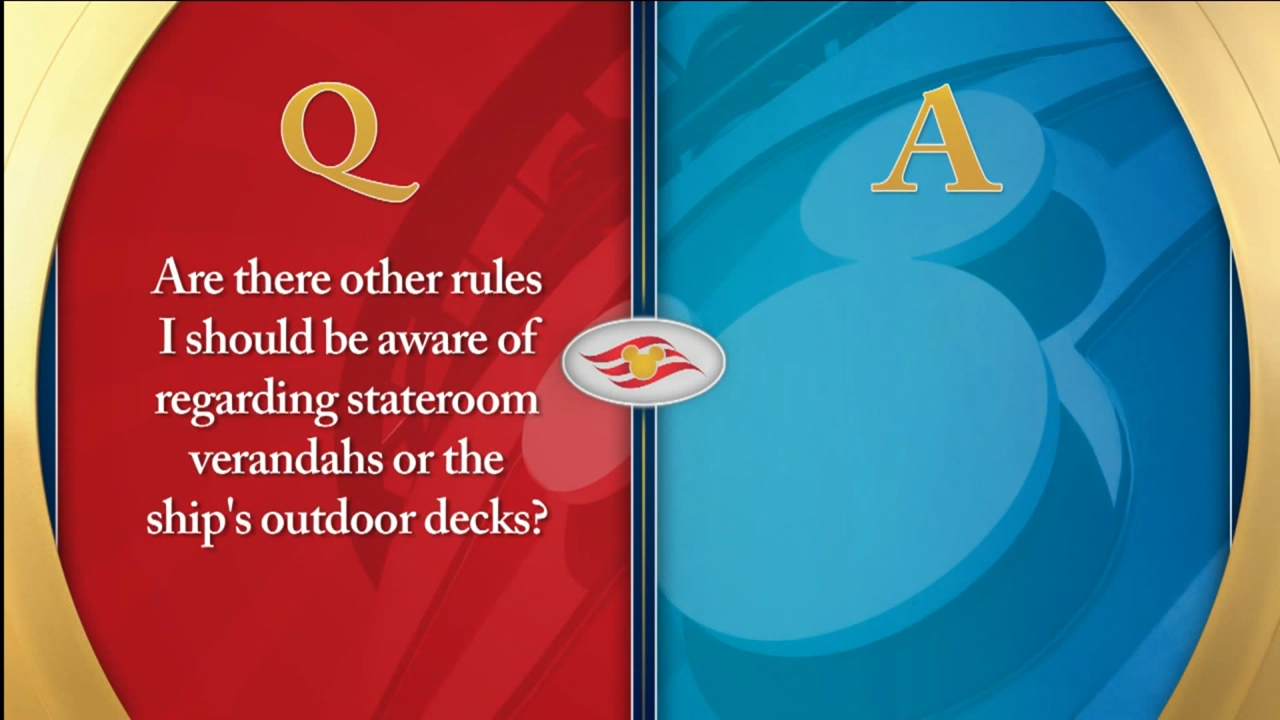 Q
Are there other rules
I should be aware of
regarding stateroom
verandahs or the
ship's outdoor decks?
A